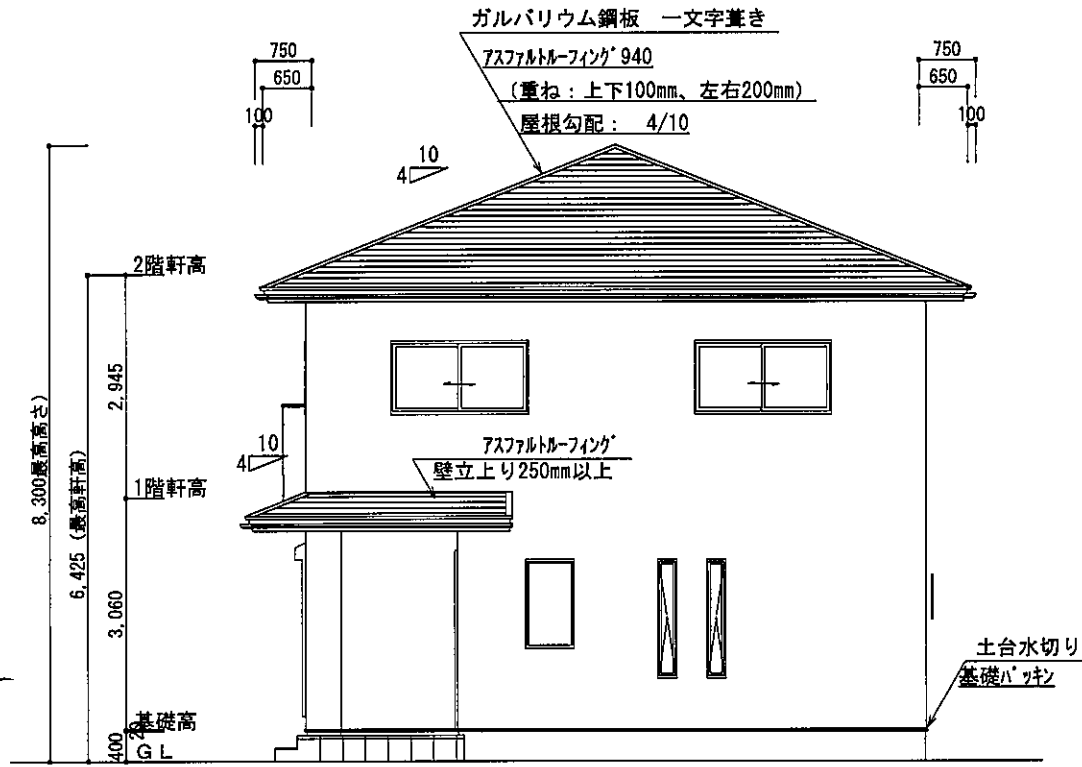 ガルバリウム鋼板 一文字葺き
アスファルトルーフィング940
(重ね：上下100mm、左右200mm)
屋根勾配： 4/10
750
650
100
750
650
100
10
4
2階軒高
2,945
8,300最高高さ
6,425 (最高軒高)
10
4
アスファルトルーフィング
壁立上り250mm以上
1階軒高
3,060
土台水切り
基礎パッキン
基礎高
20
400
GL